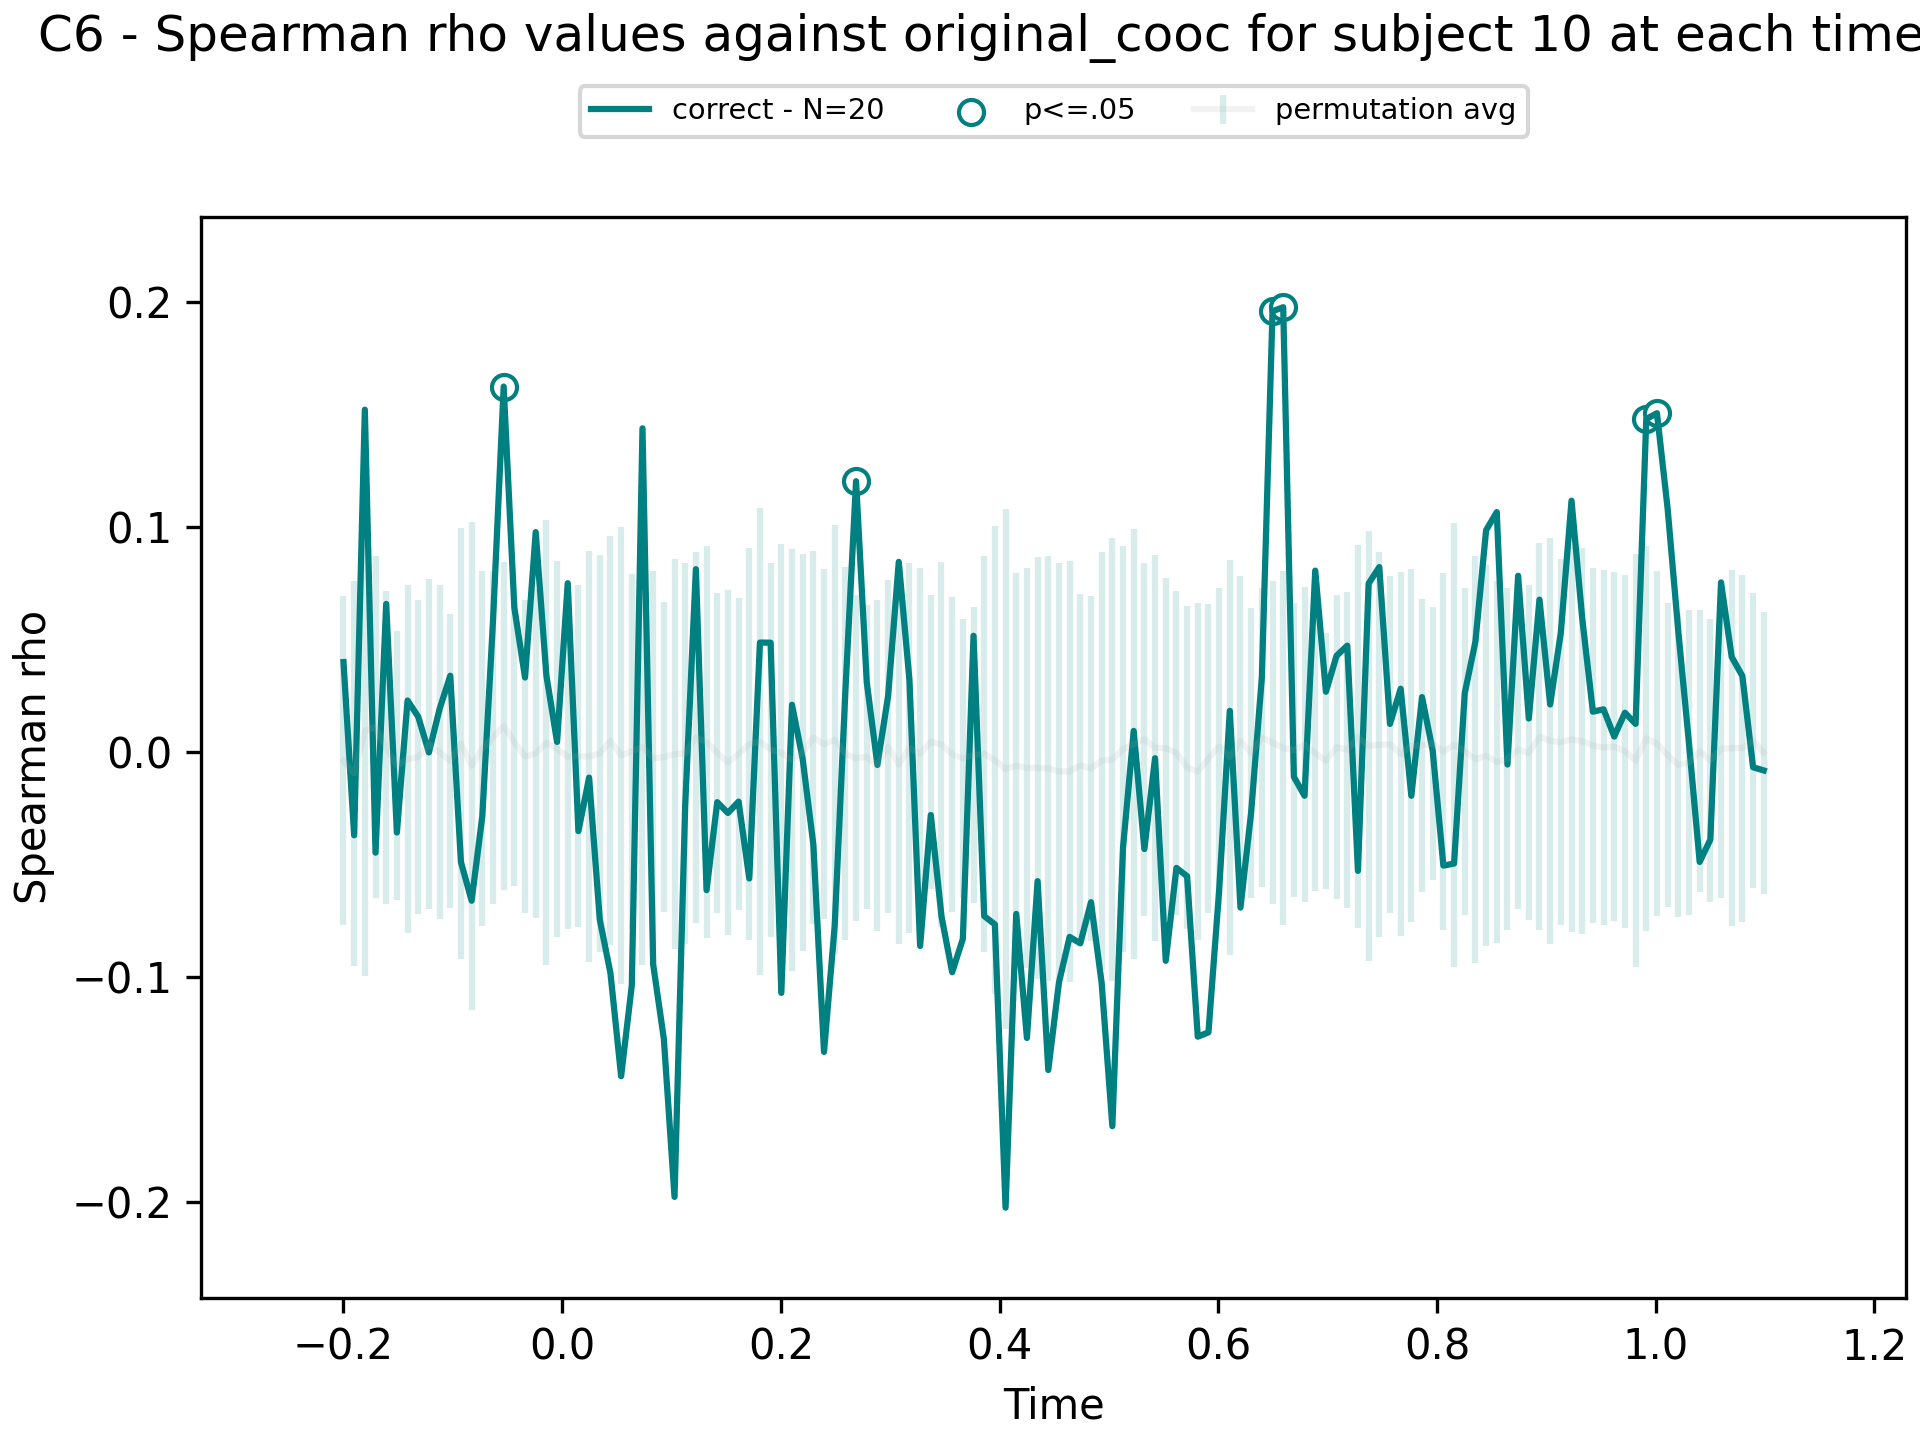 C6 - Spearman rho values against original_cooc for subject 10 at each time
correct - N=20 p<=.05 permutation avg
0.2
0.1
0.0
−0.1
−0.2
Spearman rho
−0.2 0.0 0.2 0.4 0.6 0.8 1.0 1.2
Time